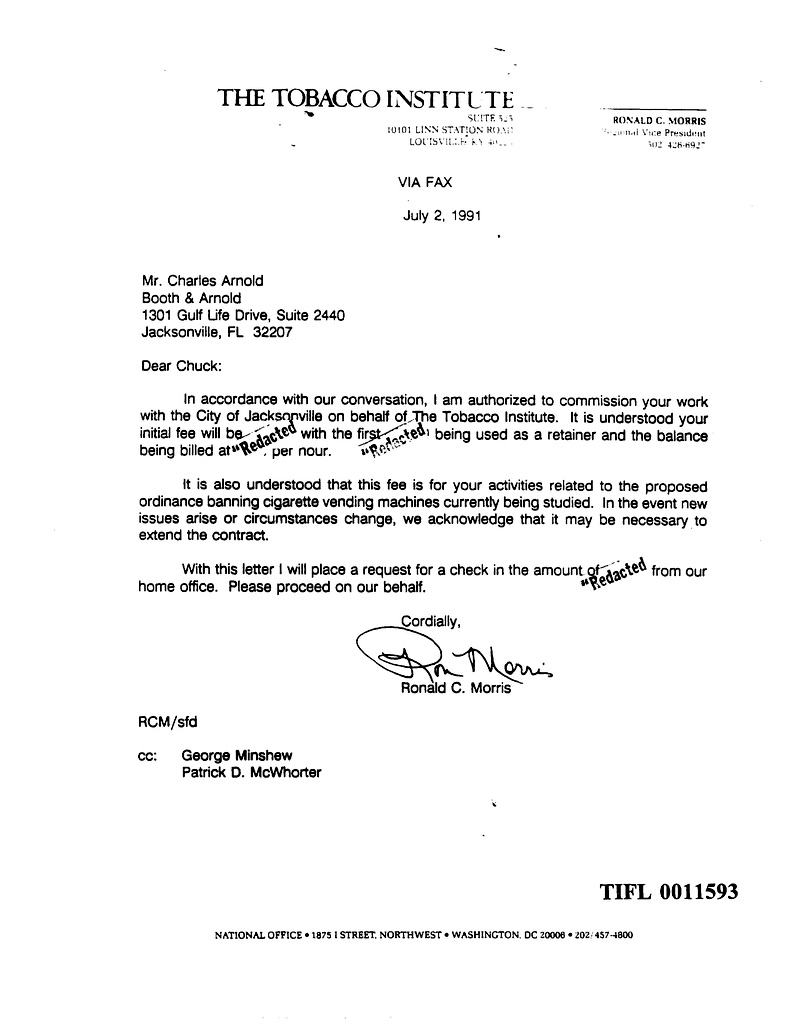 THE TOBACCO INSTITUTE
SUITE 525
10101 LINN STATION ROAD
LOUISVILLE KY
RONALD C. MORRIS
Regional Vice President
502 426-6927
VIA FAX
July 2, 1991
Mr. Charles Arnold
Booth & Arnold
1301 Gulf Life Drive, Suite 2440
Jacksonville, FL 32207
Dear Chuck:
In accordance with our conversation, I am authorized to commission your work
with the City of Jacksonville on behalf of The Tobacco Institute. It is understood your
initial fee will be "Redacted with the first "Redacted" being used as a retainer and the balance
being billed at "Redacted per hour.
It is also understood that this fee is for your activities related to the proposed
ordinance banning cigarette vending machines currently being studied. In the event new
issues arise or circumstances change, we acknowledge that it may be necessary to
extend the contract.
With this letter I will place a request for a check in the amount of "Redacted from our
home office. Please proceed on our behalf.
Cordially,
Ron Morris
Ronald C. Morris
RCM/sfd
cc: George Minshew
Patrick D. McWhorter
TIFL 0011593
NATIONAL OFFICE • 1875 I STREET, NORTHWEST • WASHINGTON, DC 20006 • 202/457-4800